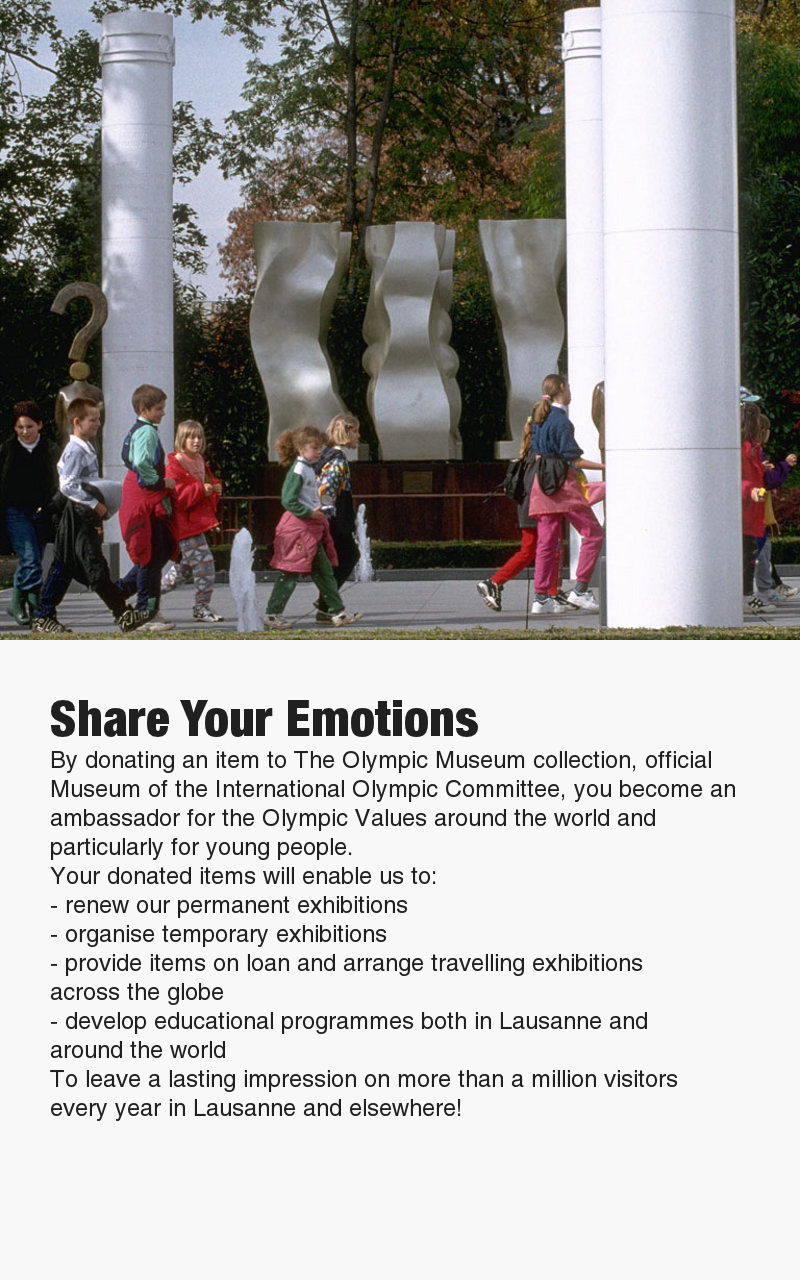 Share Your Emotions
By donating an item to The Olympic Museum collection, official
Museum of the International Olympic Committee, you become an
ambassador for the Olympic Values around the world and
particularly for young people.
Your donated items will enable us to:
- renew our permanent exhibitions
- organise temporary exhibitions
- provide items on loan and arrange travelling exhibitions
across the globe
- develop educational programmes both in Lausanne and
around the world
To leave a lasting impression on more than a million visitors
every year in Lausanne and elsewhere!